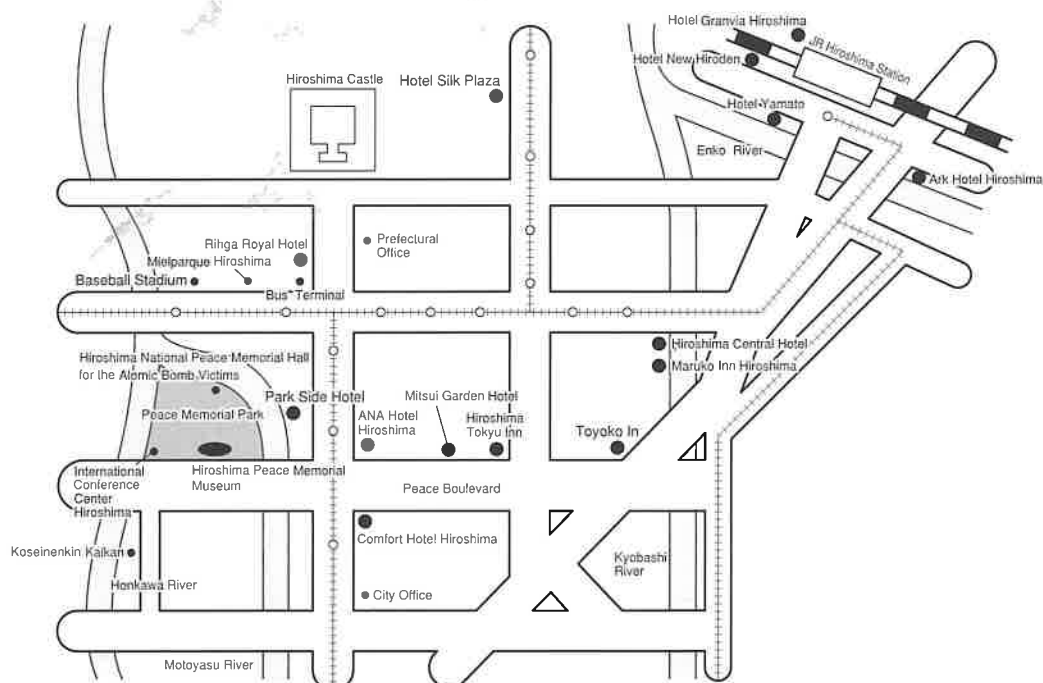 Hotel Granvia Hiroshima
JR Hiroshima Station
Hotel New Hiroden
Hiroshima Castle
Hotel Silk Plaza
Hotel Yamato
Enko River
Ark Hotel Hiroshima
Prefectural
Office
Rihga Royal Hotel
Mielparque Hiroshima
Baseball Stadium
Bus Terminal
Hiroshima Central Hotel
Maruko Inn Hiroshima
Hiroshima National Peace Memorial Hall
for the Atomic Bomb Victims
Peace Memorial Park
Park Side Hotel
Mitsui Garden Hotel
ANA Hotel
Hiroshima
Hiroshima
Tokyu Inn
Toyoko In
International
Conference
Center
Hiroshima
Hiroshima Peace Memorial
Museum
Peace Boulevard
Comfort Hotel Hiroshima
Koseinenkin Kaikan
Honkawa River
Kyobashi
River
City Office
Motoyasu River